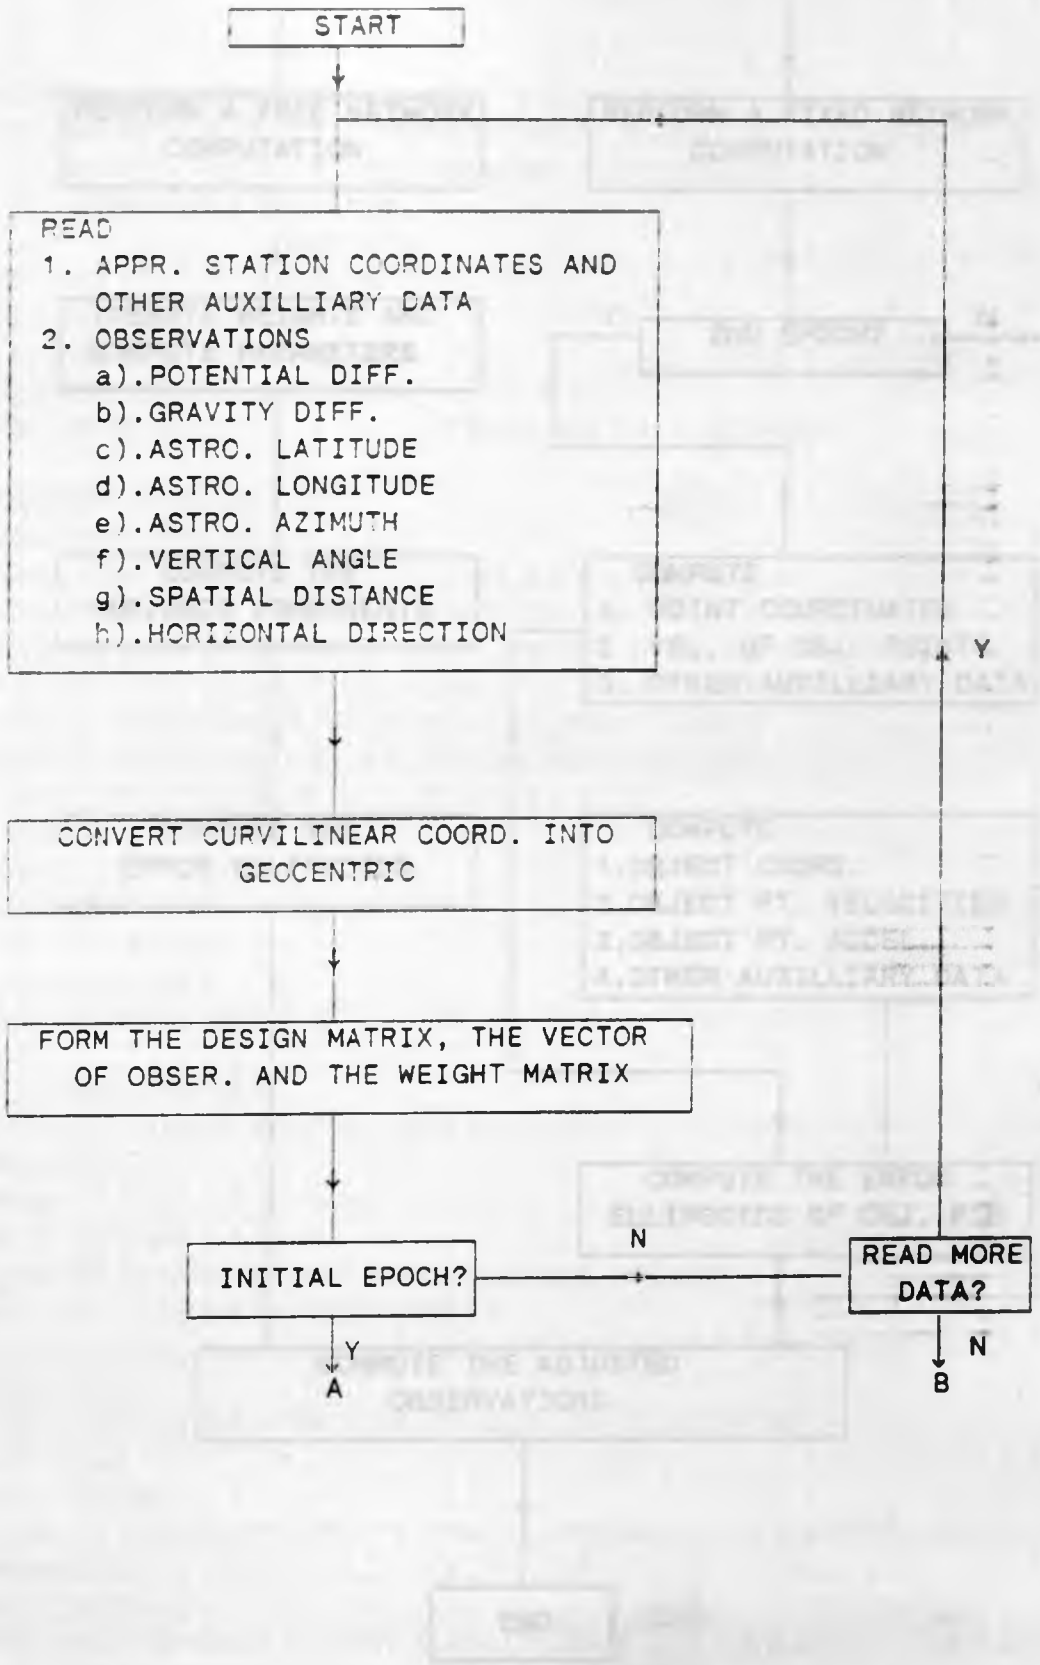 START
READ
1. APPR. STATION COORDINATES AND
OTHER AUXILLIARY DATA
2. OBSERVATIONS
a).POTENTIAL DIFF.
b).GRAVITY DIFF.
c).ASTRO. LATITUDE
d).ASTRO. LONGITUDE
e).ASTRO. AZIMUTH
f).VERTICAL ANGLE
g).SPATIAL DISTANCE
h).HORIZONTAL DIRECTION
Y
CONVERT CURVILINEAR COORD. INTO
GEOCENTRIC
FORM THE DESIGN MATRIX, THE VECTOR
OF OBSER. AND THE WEIGHT MATRIX
INITIAL EPOCH?
N
READ MORE
DATA?
Y
A
N
B